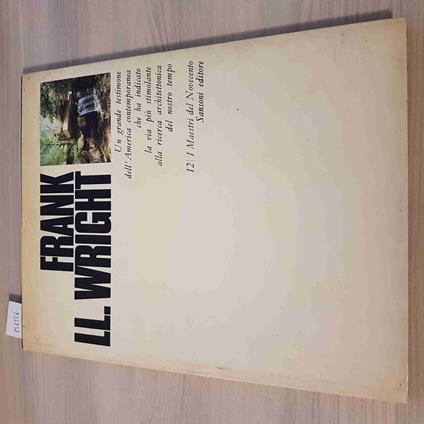 FRANK
LL. WRIGHT
Un grande testimone
dell'America contemporanea
che ha indicato
la via più stimolante
alla ricerca architettonica
del nostro tempo
12 | I Maestri del Novecento
Sansoni editore